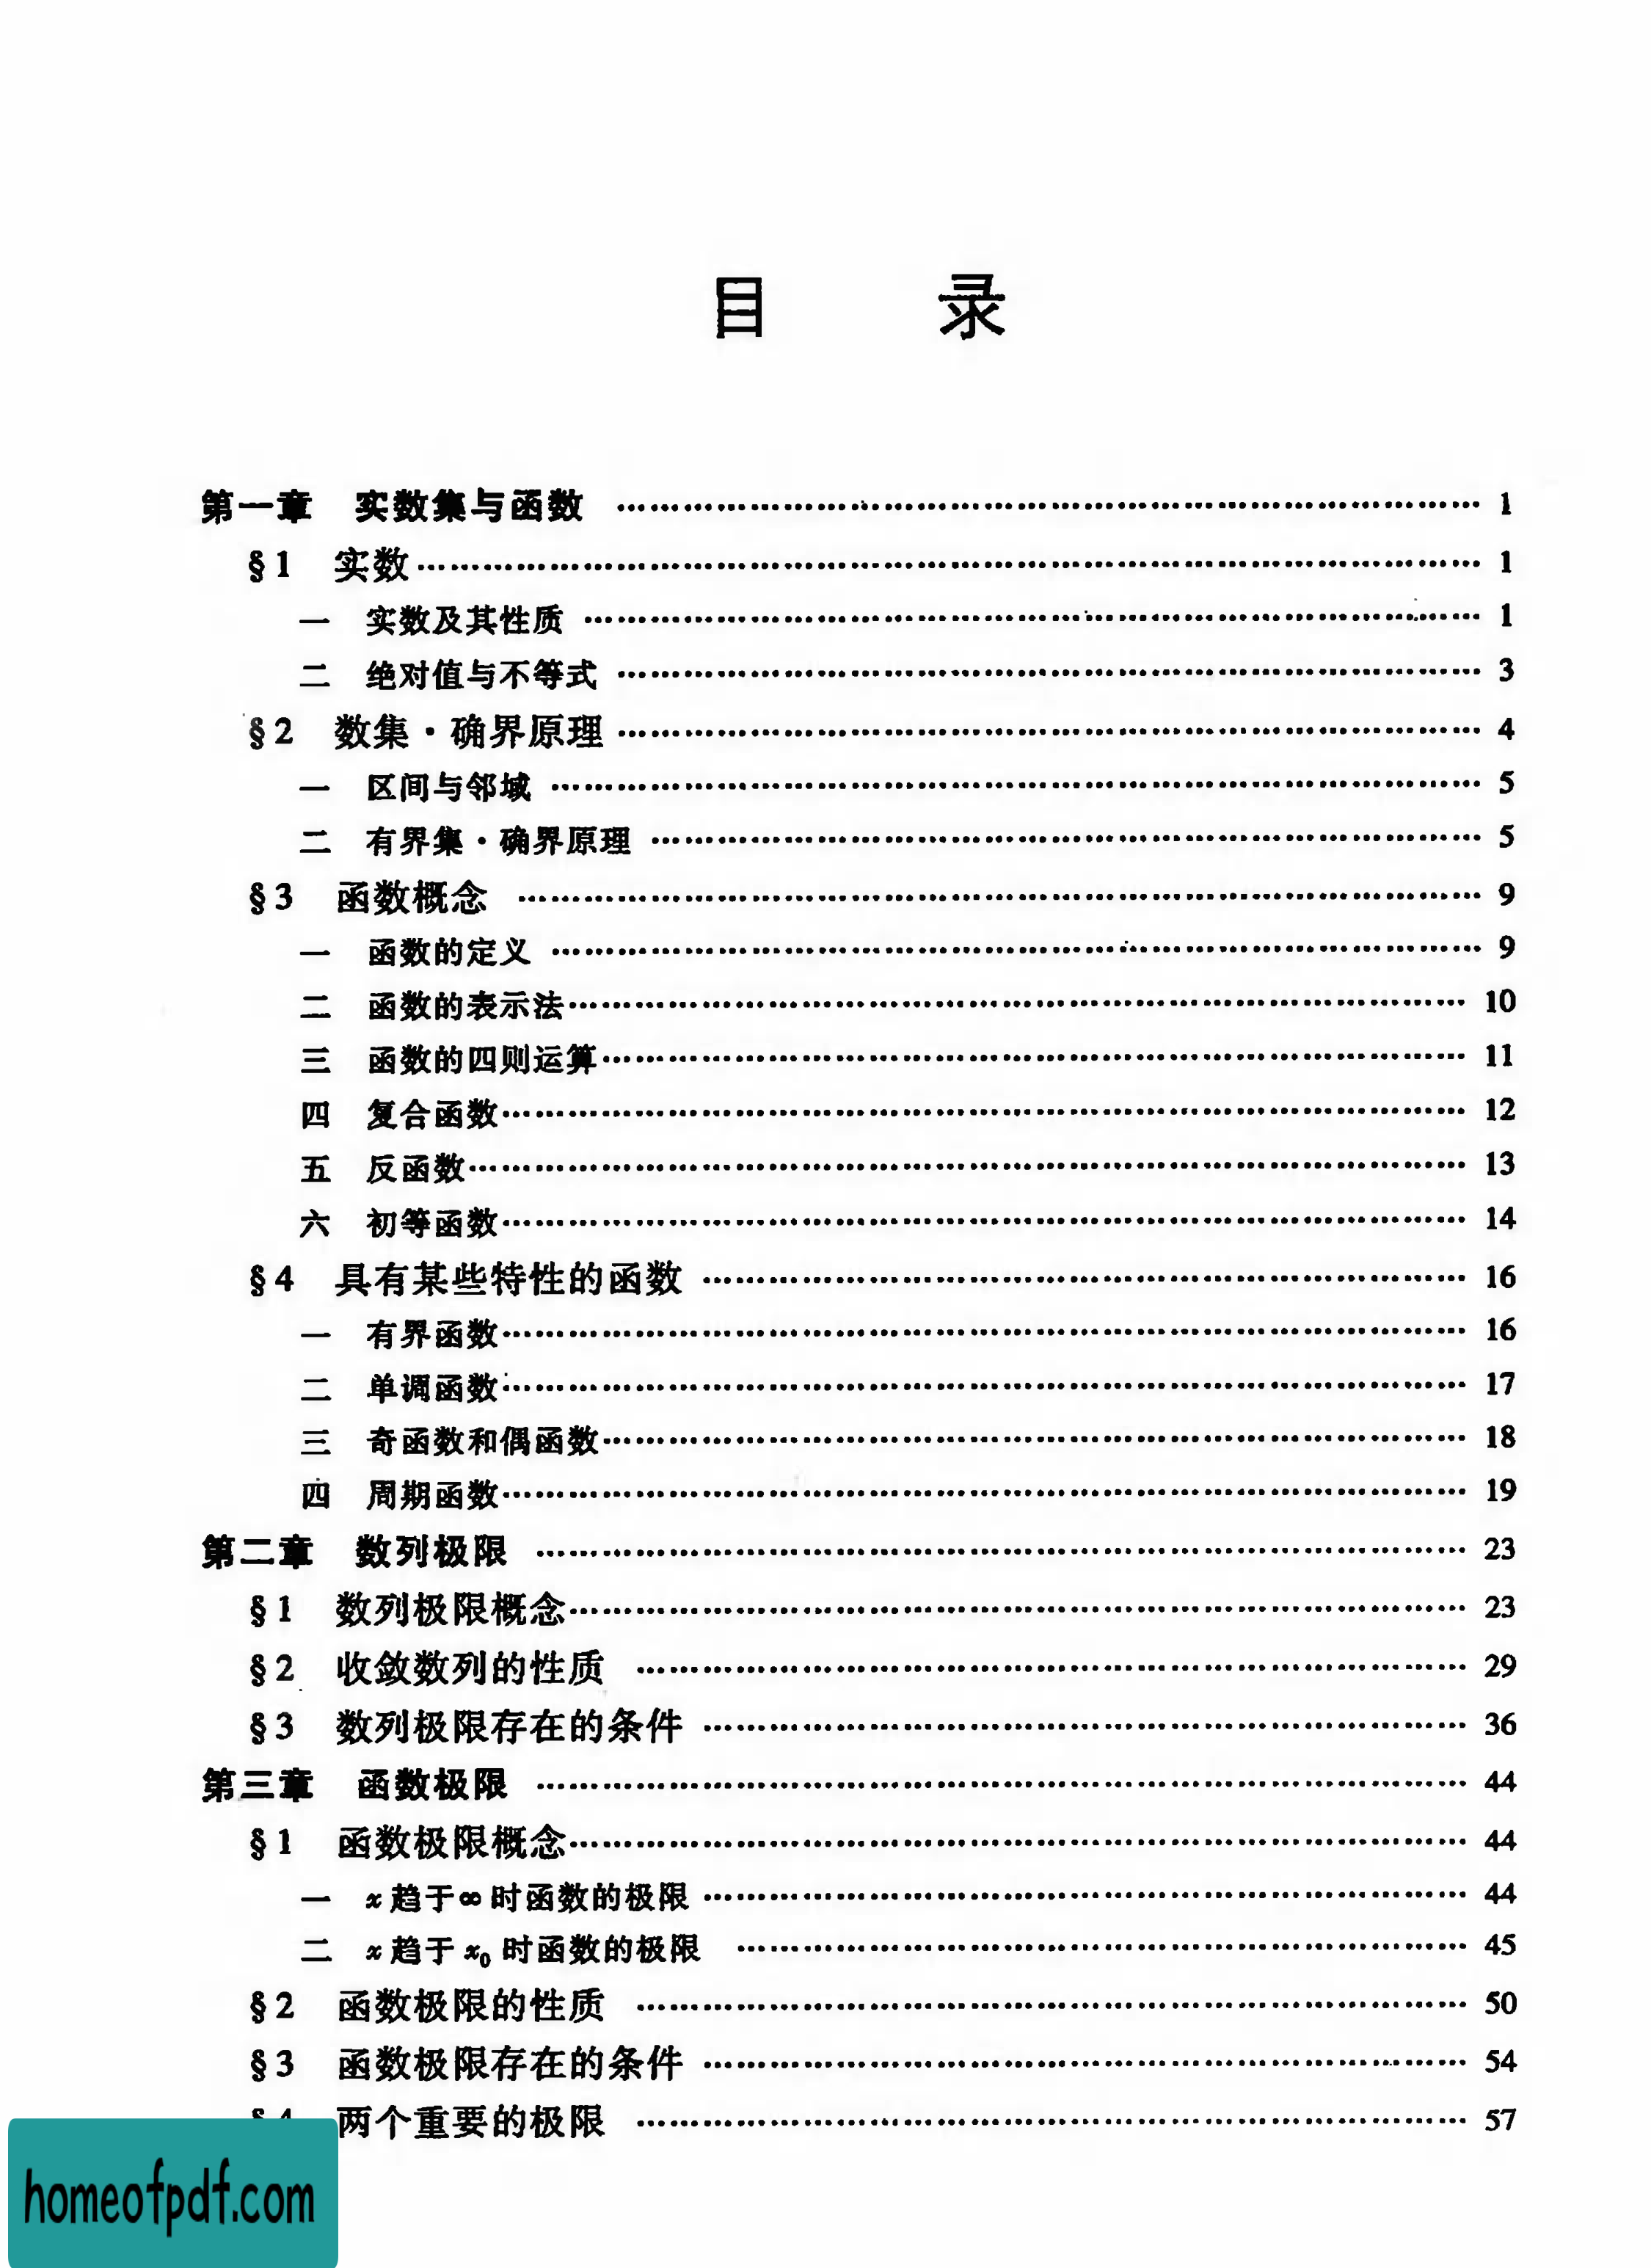 目 录
第一章 实数集与函数 …… 1
§1 实数 …… 1
一 实数及其性质 …… 1
二 绝对值与不等式 …… 3
§2 数集·确界原理 …… 4
一 区间与邻域 …… 5
二 有界集·确界原理 …… 5
§3 函数概念 …… 9
一 函数的定义 …… 9
二 函数的表示法 …… 10
三 函数的四则运算 …… 11
四 复合函数 …… 12
五 反函数 …… 13
六 初等函数 …… 14
§4 具有某些特性的函数 …… 16
一 有界函数 …… 16
二 单调函数 …… 17
三 奇函数和偶函数 …… 18
四 周期函数 …… 19
第二章 数列极限 …… 23
§1 数列极限概念 …… 23
§2 收敛数列的性质 …… 29
§3 数列极限存在的条件 …… 36
第三章 函数极限 …… 44
§1 函数极限概念 …… 44
一 x趋于∞时函数的极限 …… 44
二 x趋于x₀时函数的极限 …… 45
§2 函数极限的性质 …… 50
§3 函数极限存在的条件 …… 54
两个重要的极限 …… 57
homeofpdf.com